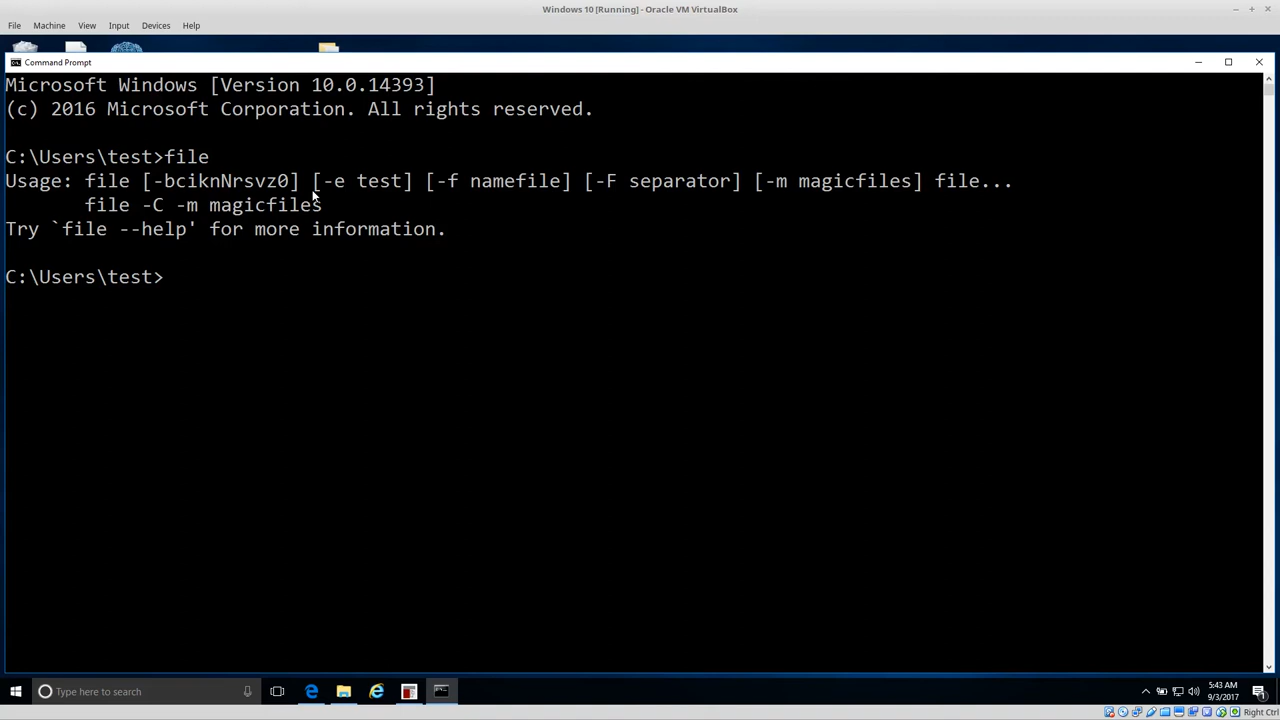 Windows 10 [Running] - Oracle VM VirtualBox
File Machine View Input Devices Help
Command Prompt
Microsoft Windows [Version 10.0.14393]
(c) 2016 Microsoft Corporation. All rights reserved.
C:\Users\test>file
Usage: file [-bciknNrsvz0] [-e test] [-f namefile] [-F separator] [-m magicfiles] file...
file -C -m magicfiles
Try `file --help' for more information.
C:\Users\test>
Type here to search
5:43 AM
9/3/2017
Right Ctrl